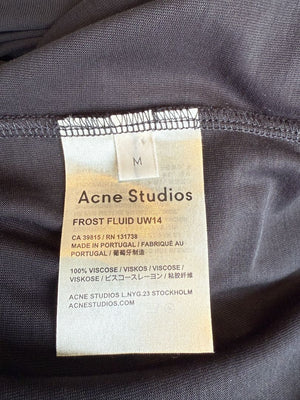 M
Acne Studios
FROST FLUID UW14
CA 39815 / RN 131738
MADE IN PORTUGAL / FABRIQUÉ AU
PORTUGAL / 葡萄牙制造
100% VISCOSE / VISKOS / VISCOSE /
VISKOSE / ビスコースレーヨン / 粘胶纤维
ACNE STUDIOS L.NYG.23 STOCKHOLM
ACNESTUDIOS.COM